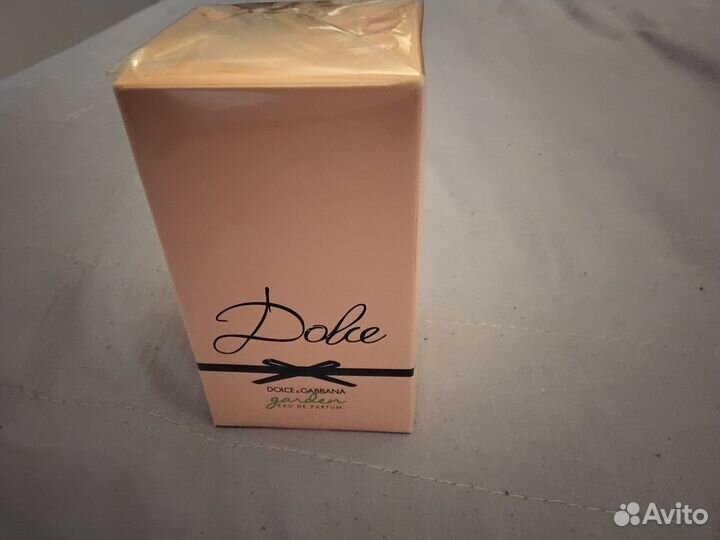 Dolce
DOLCE & GABBANA
garden
EAU DE PARFUM
Avito